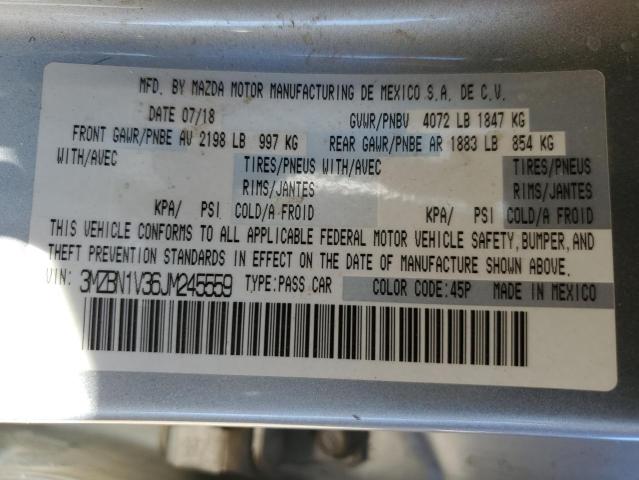 MFD. BY MAZDA MOTOR MANUFACTURING DE MEXICO S.A. DE C.V.
DATE 07/18 GVWR/PNBV 4072 LB 1847 KG
FRONT GAWR/PNBE AV 2198 LB 997 KG REAR GAWR/PNBE AR 1883 LB 854 KG
WITH/AVEC TIRES/PNEUS WITH/AVEC TIRES/PNEUS
RIMS/JANTES RIMS/JANTES
KPA/ PSI COLD/A FROID KPA/ PSI COLD/A FROID
THIS VEHICLE CONFORMS TO ALL APPLICABLE FEDERAL MOTOR VEHICLE SAFETY, BUMPER, AND
THEFT PREVENTION STANDARDS IN EFFECT ON THE DATE OF MANUFACTURE SHOWN ABOVE.
VIN: 3MZBN1V36JM245559 TYPE:PASS CAR COLOR CODE:45P MADE IN MEXICO